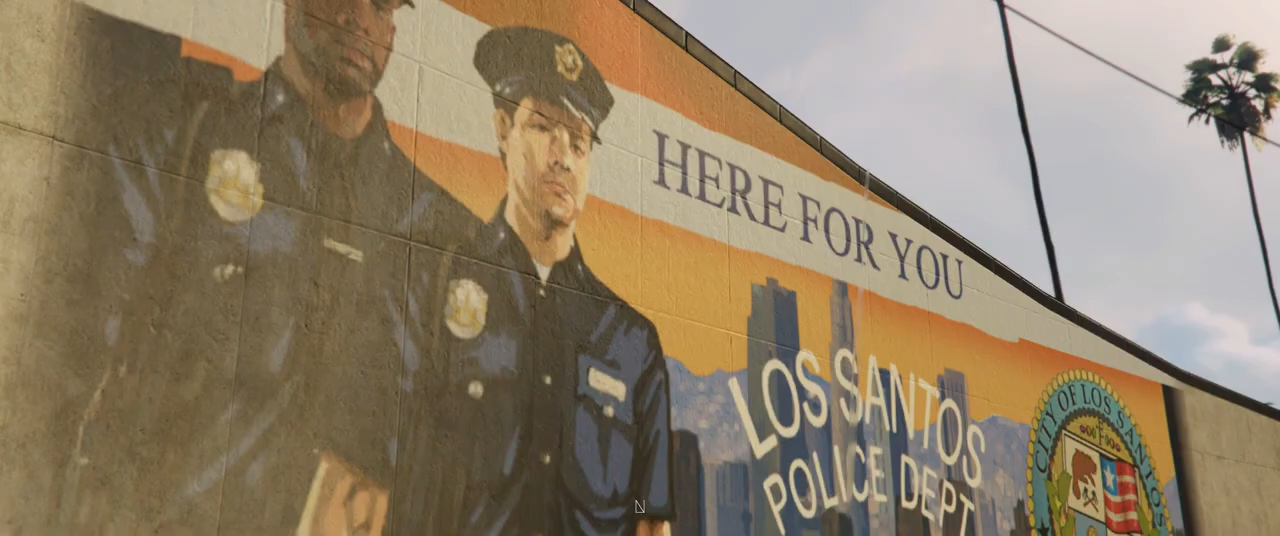 HERE FOR YOU
LOS SANTOS
POLICE DEPT
CITY OF LOS SANTOS
N